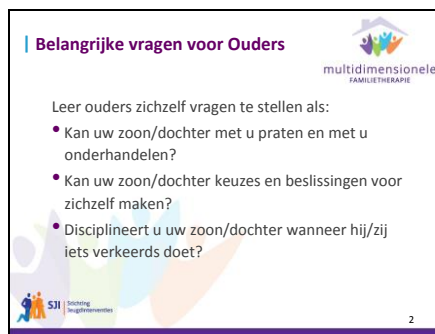 Belangrijke vragen voor Ouders
multidimensionele
FAMILIETHERAPIE
Leer ouders zichzelf vragen te stellen als:
• Kan uw zoon/dochter met u praten en met u
onderhandelen?
• Kan uw zoon/dochter keuzes en beslissingen voor
zichzelf maken?
• Disciplineert u uw zoon/dochter wanneer hij/zij
iets verkeerds doet?
SJI
Stichting
Jeugdinterventies
2